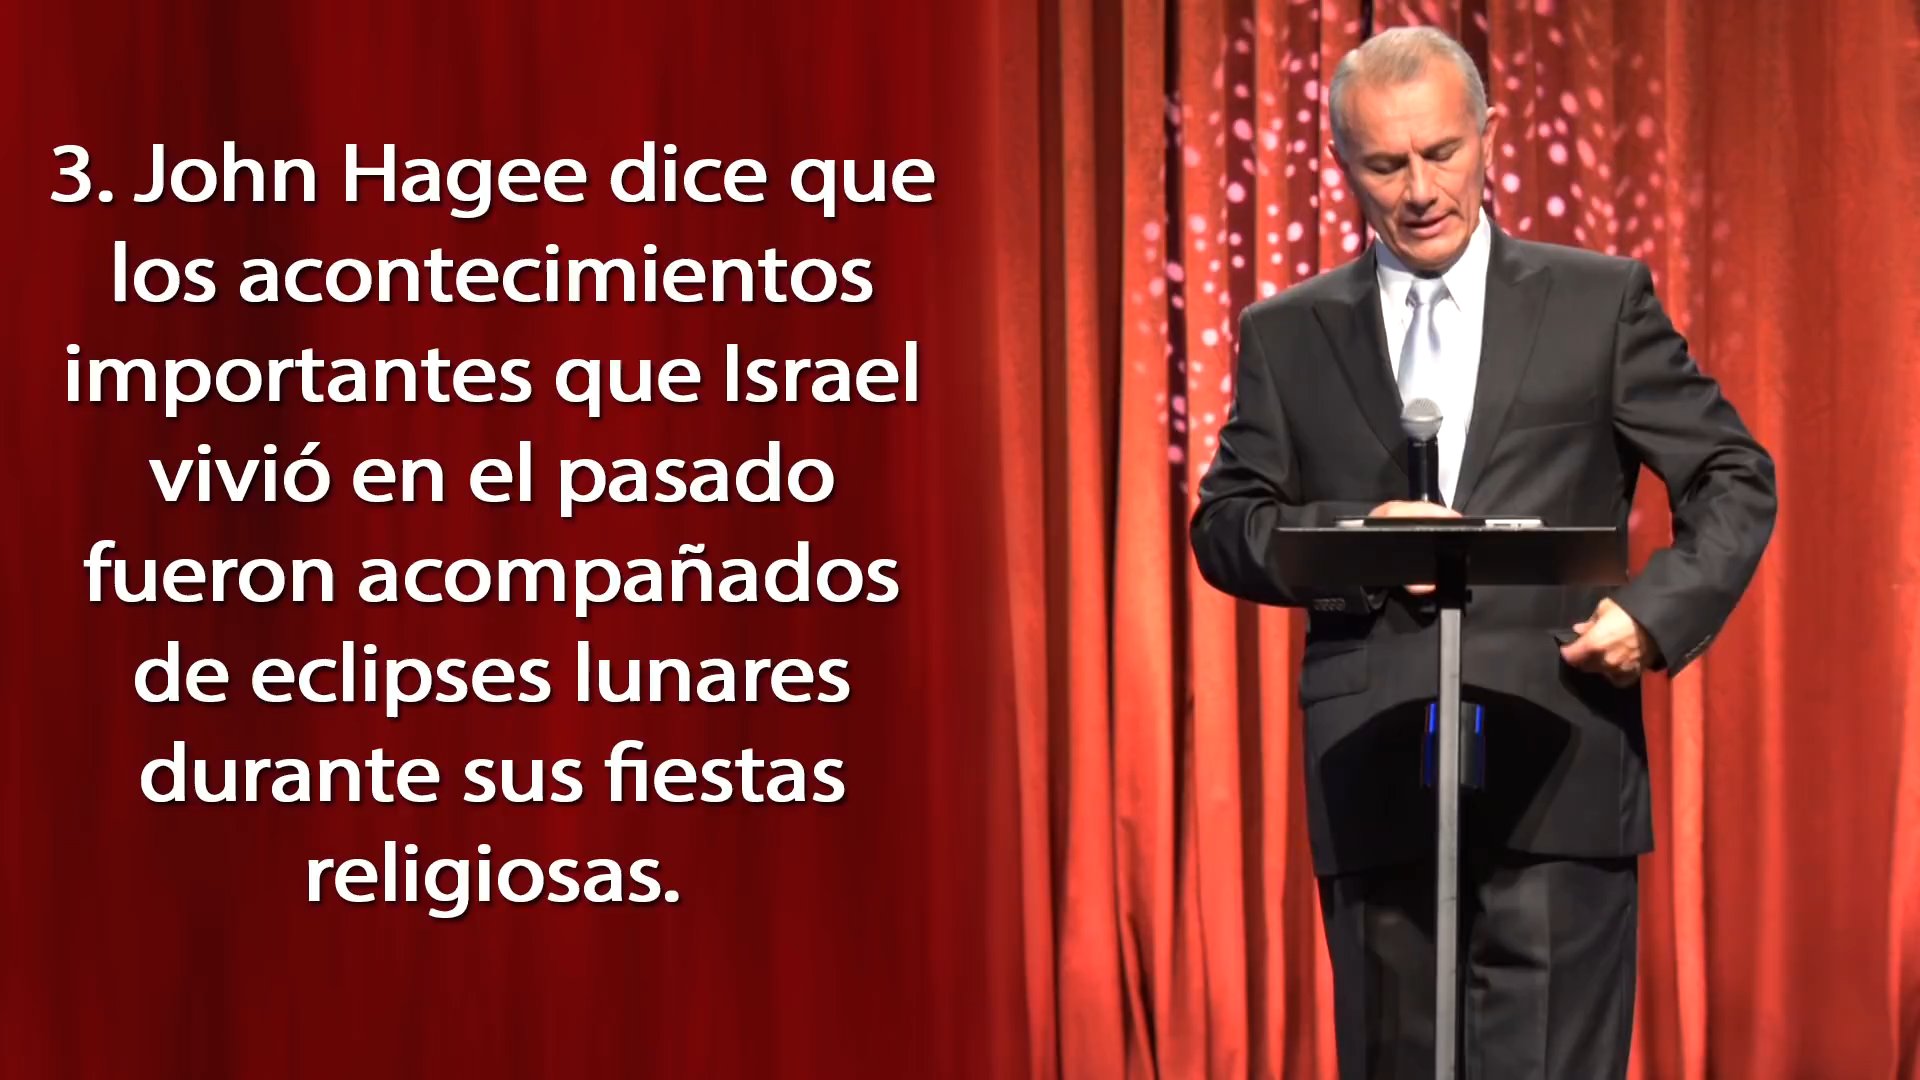 3. John Hagee dice que
los acontecimientos
importantes que Israel
vivió en el pasado
fueron acompañados
de eclipses lunares
durante sus fiestas
religiosas.